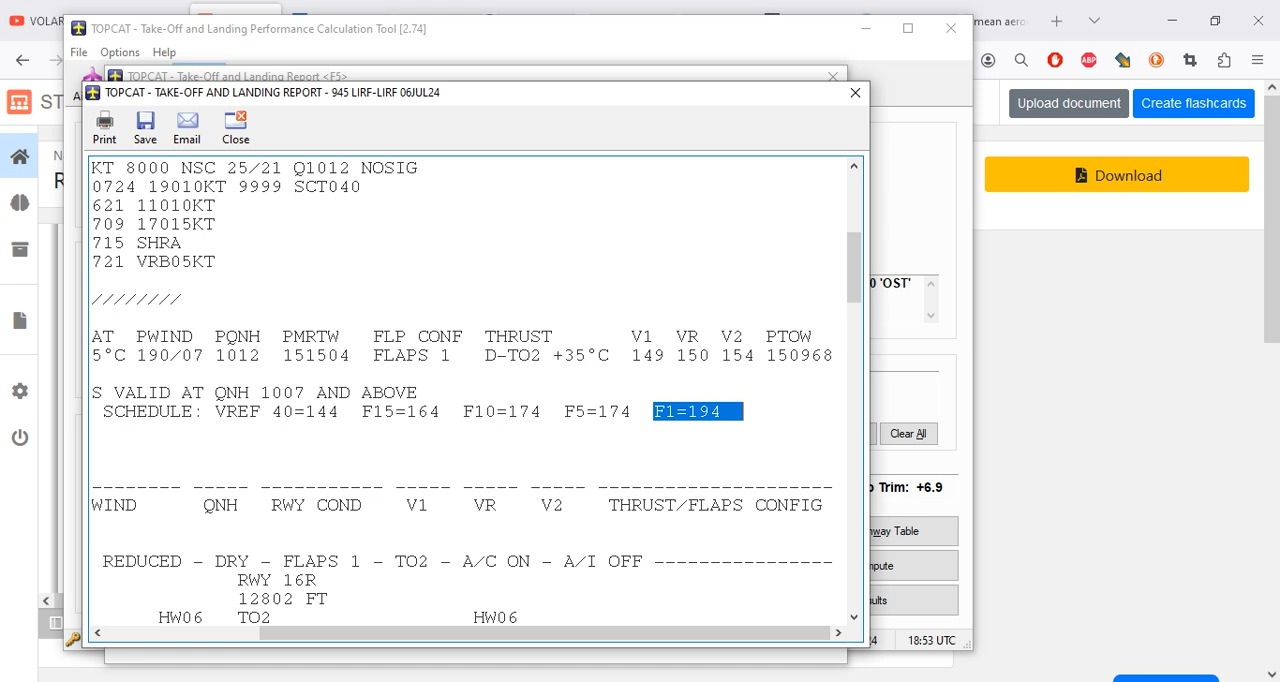 VOLAR
mean aero
TOPCAT - Take-Off and Landing Performance Calculation Tool [2.74]
File Options Help
TOPCAT - Take-Off and Landing Report <F5>
TOPCAT - TAKE-OFF AND LANDING REPORT - 945 LIRF-LIRF 06JUL24
ABP
ST
Upload document
Create flashcards
Print Save Email Close
Download
KT 8000 NSC 25/21 Q1012 NOSIG
0724 19010KT 9999 SCT040
621 11010KT
709 17015KT
715 SHRA
721 VRB05KT
////////
0 'OST'
AT PWIND PQNH PMRTW FLP CONF THRUST V1 VR V2 PTOW
5°C 190/07 1012 151504 FLAPS 1 D-TO2 +35°C 149 150 154 150968
S VALID AT QNH 1007 AND ABOVE
SCHEDULE: VREF 40=144 F15=164 F10=174 F5=174 F1=194
Clear All
-------- ----- ----------- ----- ----- ----- ---------------------
Trim: +6.9
WIND QNH RWY COND V1 VR V2 THRUST/FLAPS CONFIG
way Table
REDUCED - DRY - FLAPS 1 - TO2 - A/C ON - A/I OFF ----------------
pute
RWY 16R
12802 FT
ults
HW06 TO2 HW06
18:53 UTC